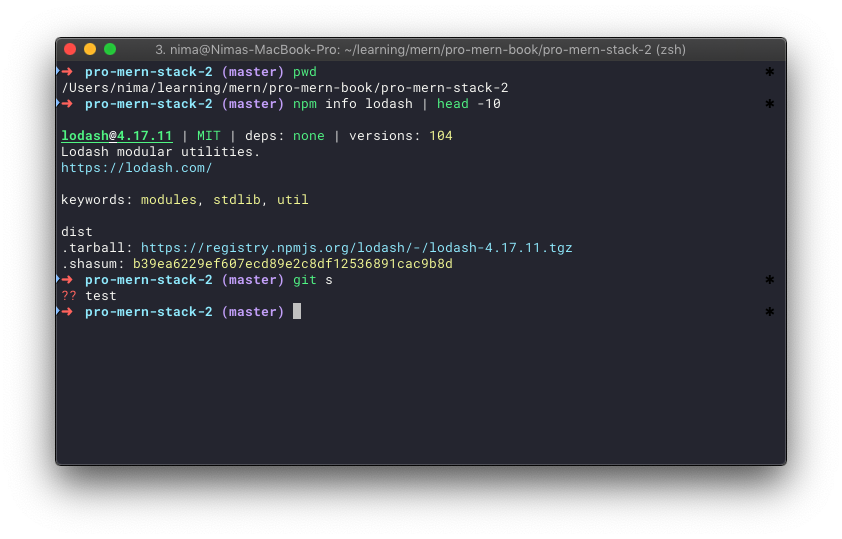 3. nima@Nimas-MacBook-Pro: ~/learning/mern/pro-mern-book/pro-mern-stack-2 (zsh)
➜ pro-mern-stack-2 (master) pwd *
/Users/nima/learning/mern/pro-mern-book/pro-mern-stack-2
➜ pro-mern-stack-2 (master) npm info lodash | head -10 *
lodash@4.17.11 | MIT | deps: none | versions: 104
Lodash modular utilities.
https://lodash.com/
keywords: modules, stdlib, util
dist
.tarball: https://registry.npmjs.org/lodash/-/lodash-4.17.11.tgz
.shasum: b39ea6229ef607ecd89e2c8df12536891cac9b8d
➜ pro-mern-stack-2 (master) git s *
?? test
➜ pro-mern-stack-2 (master) *